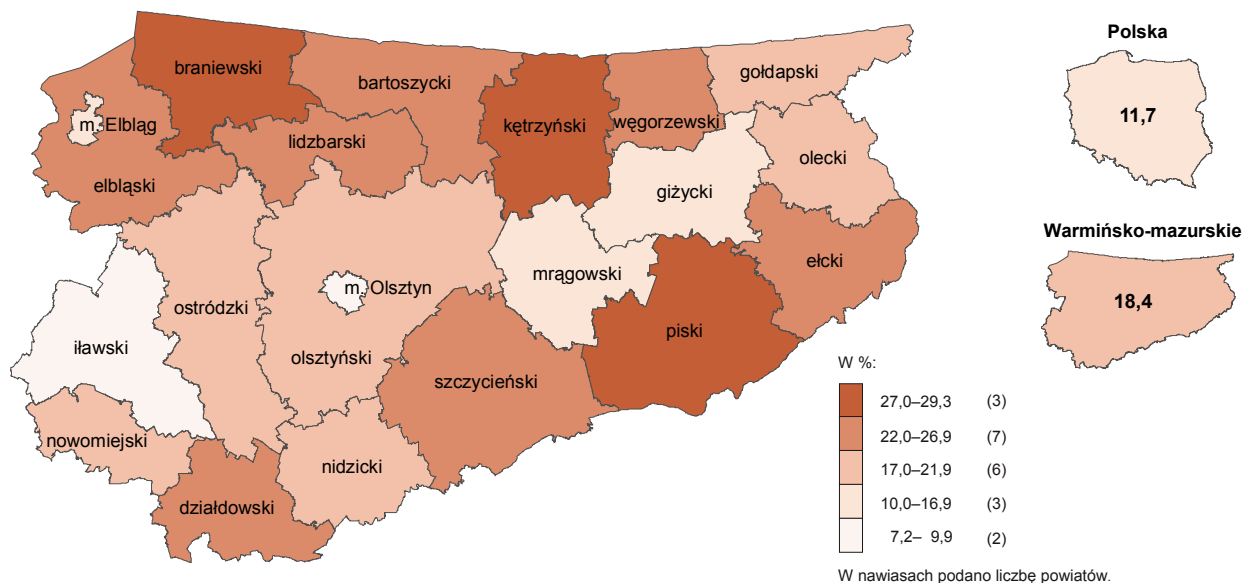 Polska
11,7
Warmińsko-mazurskie
18,4
braniewski
bartoszycki
gołdapski
m. Elbląg
kętrzyński
węgorzewski
lidzbarski
olecki
elbląski
giżycki
mrągowski
ełcki
m. Olsztyn
ostródzki
piski
iławski
olsztyński
szczycieński
nowomiejski
nidzicki
działdowski
W %:
27,0–29,3 (3)
22,0–26,9 (7)
17,0–21,9 (6)
10,0–16,9 (3)
7,2– 9,9 (2)
W nawiasach podano liczbę powiatów.